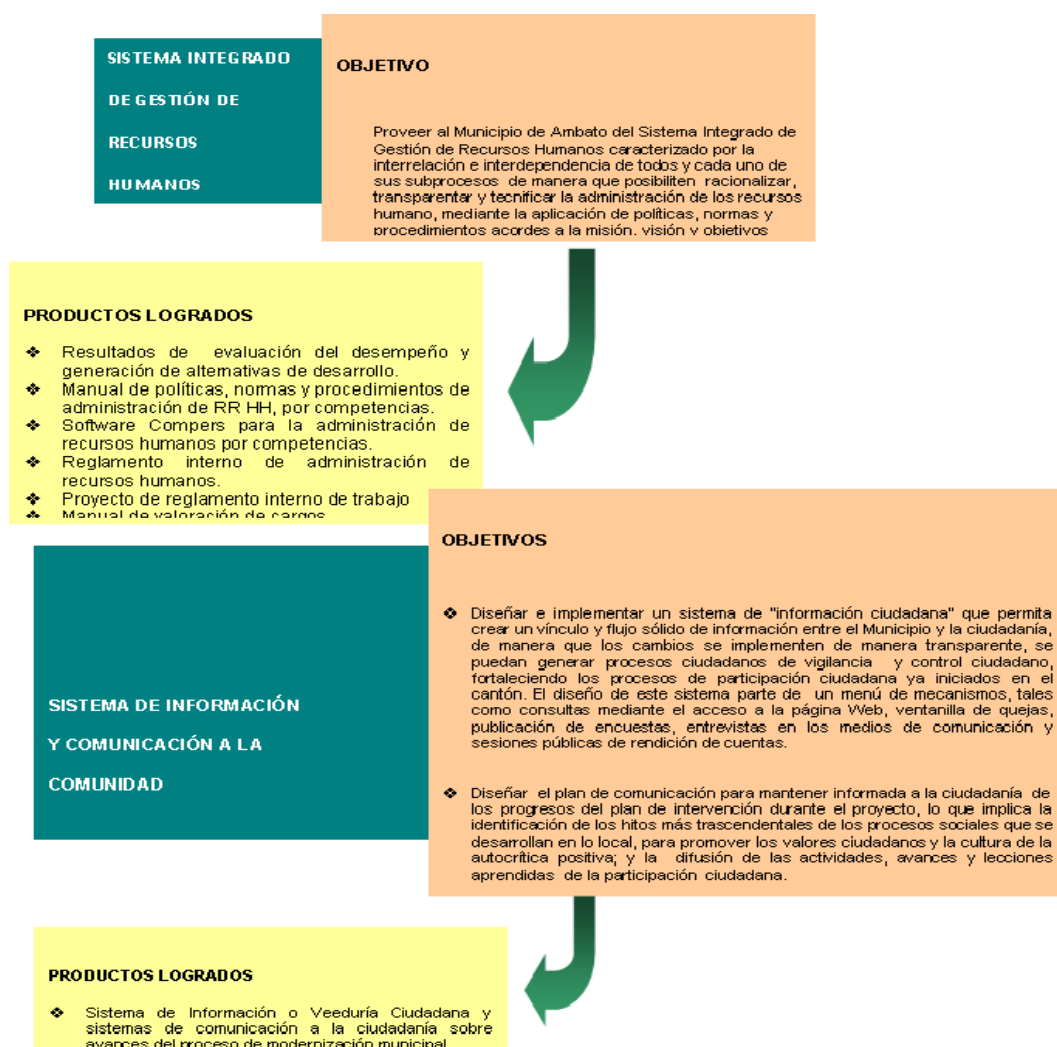 SISTEMA INTEGRADO
DE GESTIÓN DE
RECURSOS
HUMANOS
OBJETIVO
Proveer al Municipio de Ambato del Sistema Integrado de
Gestión de Recursos Humanos caracterizado por la
interrelación e interdependencia de todos y cada uno de
sus subprocesos de manera que posibiliten racionalizar,
transparentar y tecnificar la administración de los recursos
humano, mediante la aplicación de políticas, normas y
procedimientos acordes a la misión, visión y objetivos
PRODUCTOS LOGRADOS
❖ Resultados de evaluación del desempeño y
generación de alternativas de desarrollo.
❖ Manual de políticas, normas y procedimientos de
administración de RR HH, por competencias.
❖ Software Compers para la administración de
recursos humanos por competencias.
❖ Reglamento interno de administración de
recursos humanos.
❖ Proyecto de reglamento interno de trabajo
❖ Manual de valoración de cargos
SISTEMA DE INFORMACIÓN
Y COMUNICACIÓN A LA
COMUNIDAD
OBJETIVOS
❖ Diseñar e implementar un sistema de "información ciudadana" que permita
crear un vínculo y flujo sólido de información entre el Municipio y la ciudadanía,
de manera que los cambios se implementen de manera transparente, se
puedan generar procesos ciudadanos de vigilancia y control ciudadano,
fortaleciendo los procesos de participación ciudadana ya iniciados en el
cantón. El diseño de este sistema parte de un menú de mecanismos, tales
como consultas mediante el acceso a la página Web, ventanilla de quejas,
publicación de encuestas, entrevistas en los medios de comunicación y
sesiones públicas de rendición de cuentas.
❖ Diseñar el plan de comunicación para mantener informada a la ciudadanía de
los progresos del plan de intervención durante el proyecto, lo que implica la
identificación de los hitos más trascendentales de los procesos sociales que se
desarrollan en lo local, para promover los valores ciudadanos y la cultura de la
autocrítica positiva; y la difusión de las actividades, avances y lecciones
aprendidas de la participación ciudadana.
PRODUCTOS LOGRADOS
❖ Sistema de Información o Veeduría Ciudadana y
sistemas de comunicación a la ciudadanía sobre
avances del proceso de modernización municipal